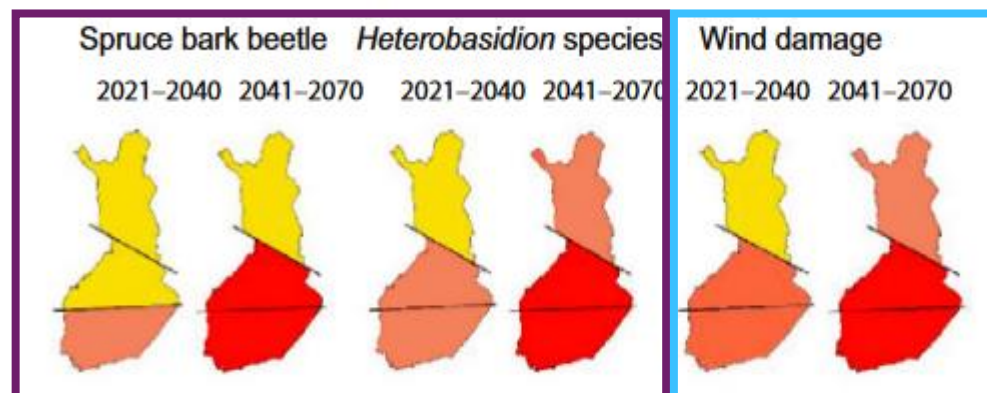 Spruce bark beetle Heterobasidion species Wind damage
2021–2040 2041–2070 2021–2040 2041–2070 2021–2040 2041–2070